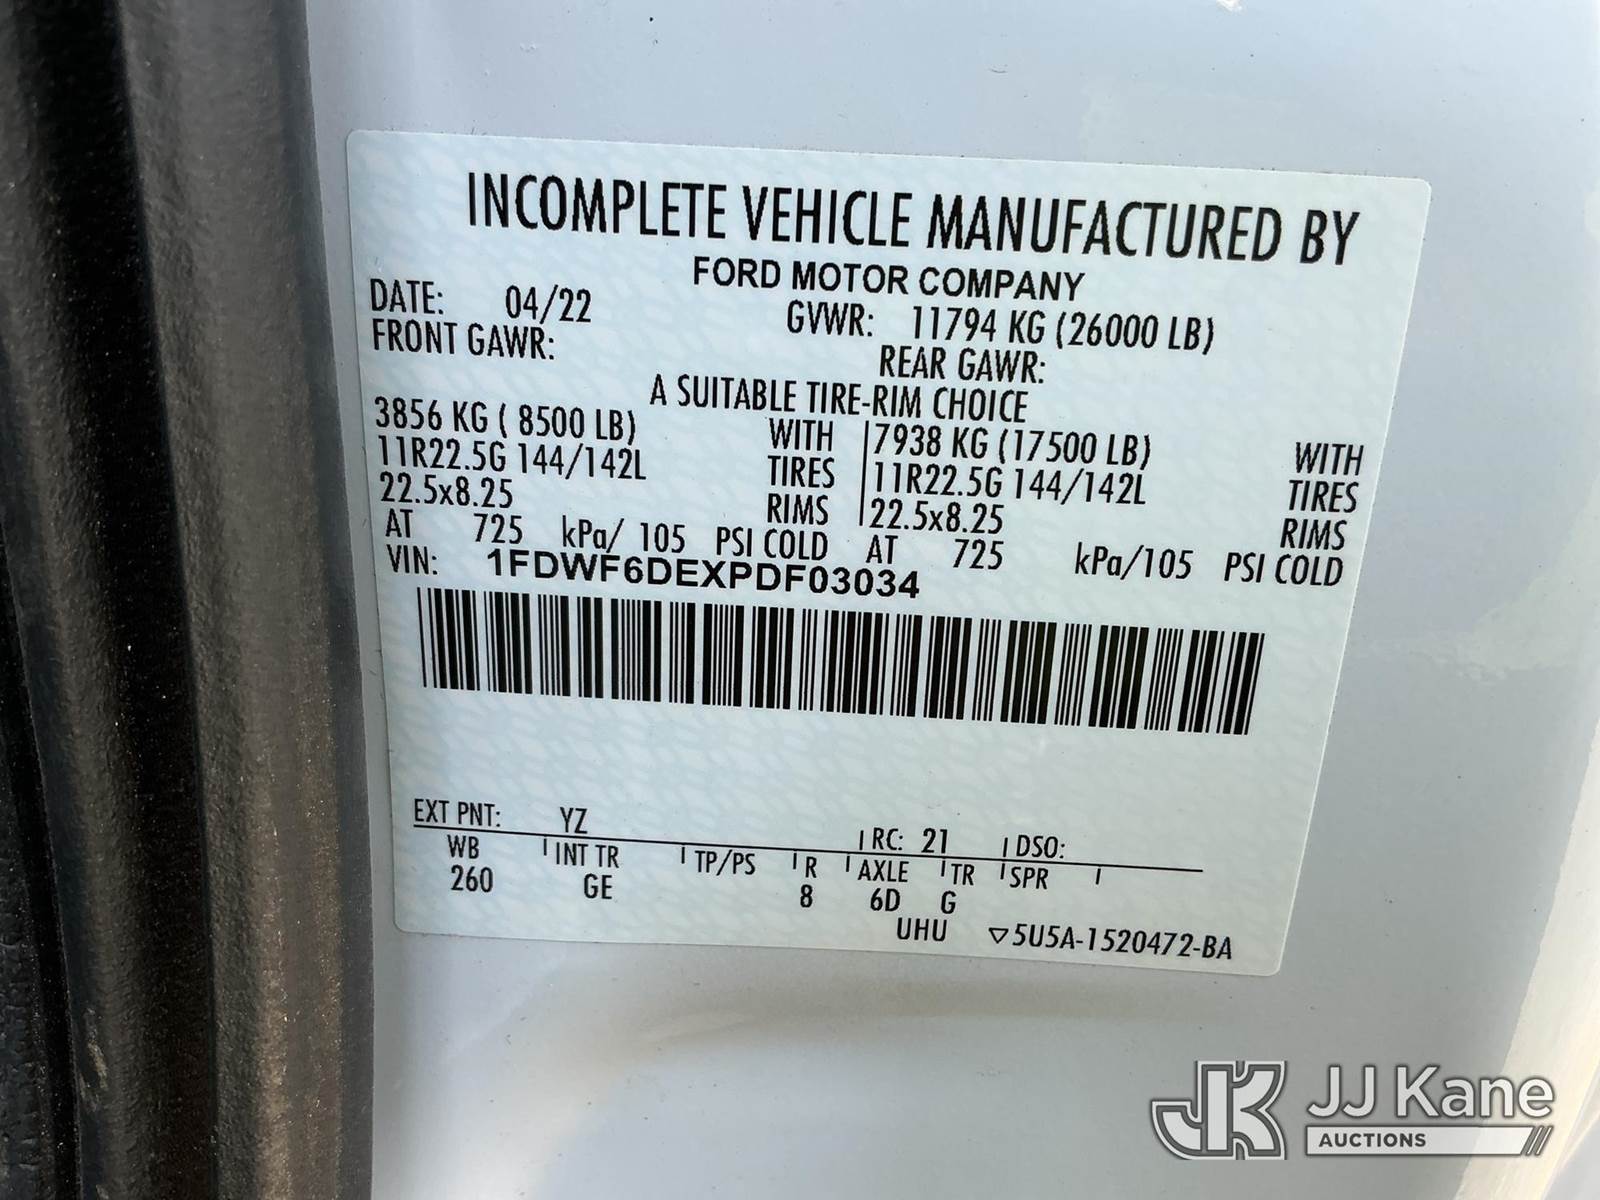 INCOMPLETE VEHICLE MANUFACTURED BY
FORD MOTOR COMPANY
DATE: 04/22 GVWR: 11794 KG (26000 LB)
FRONT GAWR: REAR GAWR:
A SUITABLE TIRE-RIM CHOICE
3856 KG ( 8500 LB) WITH 7938 KG (17500 LB) WITH
11R22.5G 144/142L TIRES 11R22.5G 144/142L TIRES
22.5x8.25 RIMS 22.5x8.25 RIMS
AT 725 kPa/ 105 PSI COLD AT 725 kPa/105 PSI COLD
VIN: 1FDWF6DEXPDF03034
EXT PNT: YZ RC: 21 DSO:
WB INT TR TP/PS R AXLE TR SPR
260 GE 8 6D G
UHU ▽5U5A-1520472-BA
JK JJ Kane
AUCTIONS